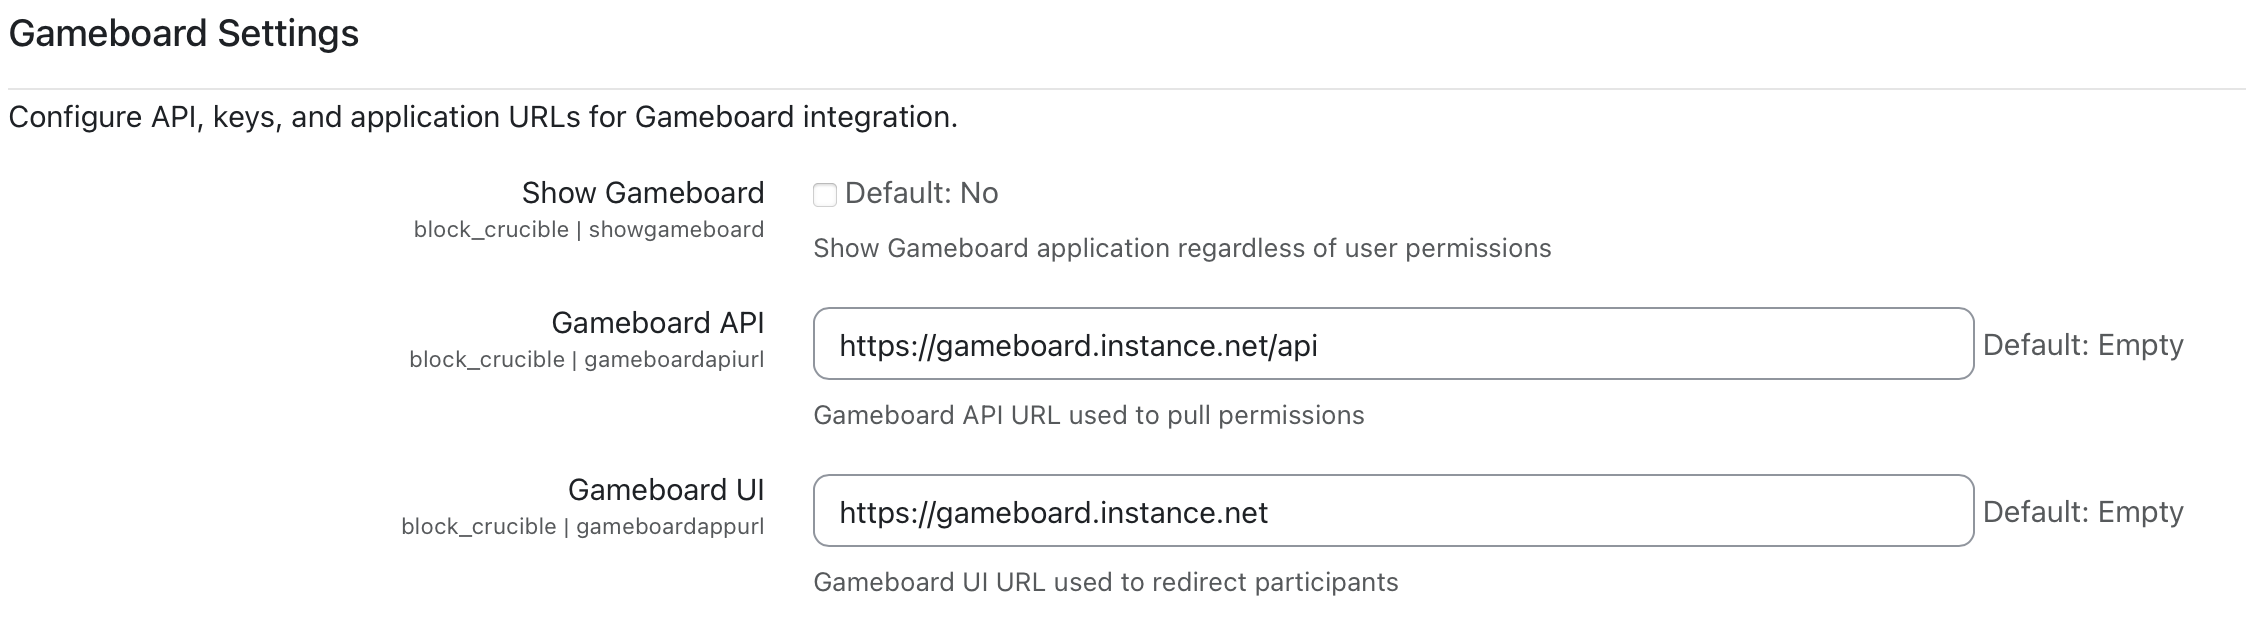 Gameboard Settings
Configure API, keys, and application URLs for Gameboard integration.
Show Gameboard
block_crucible | showgameboard
Default: No
Show Gameboard application regardless of user permissions
Gameboard API
block_crucible | gameboardapiurl
https://gameboard.instance.net/api
Default: Empty
Gameboard API URL used to pull permissions
Gameboard UI
block_crucible | gameboardappurl
https://gameboard.instance.net
Default: Empty
Gameboard UI URL used to redirect participants